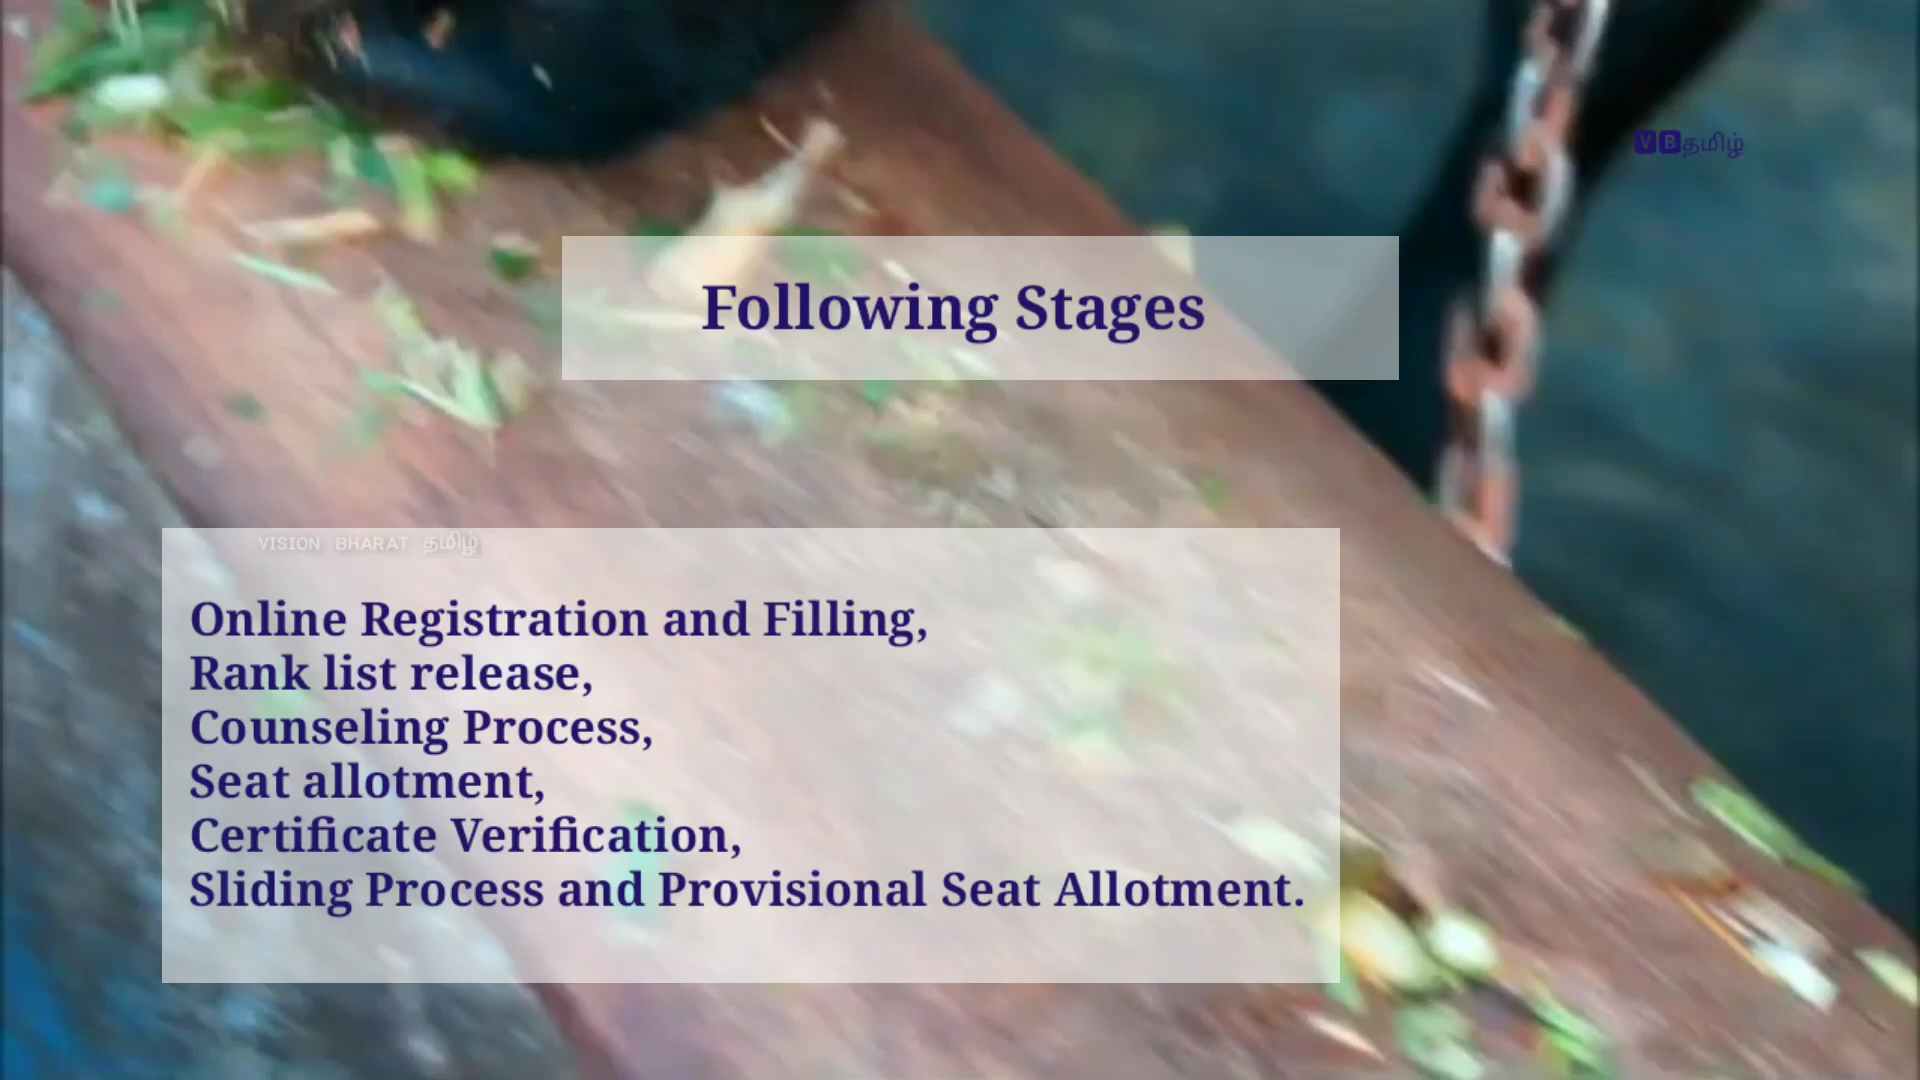 VBதமிழ்
Following Stages
VISION BHARAT தமிழ்
Online Registration and Filling,
Rank list release,
Counseling Process,
Seat allotment,
Certificate Verification,
Sliding Process and Provisional Seat Allotment.